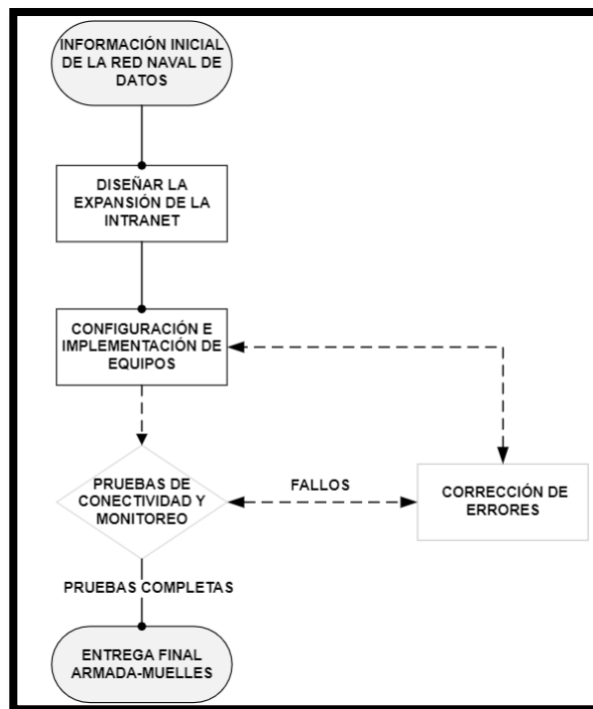 INFORMACIÓN INICIAL
DE LA RED NAVAL DE
DATOS
DISEÑAR LA
EXPANSIÓN DE LA
INTRANET
CONFIGURACIÓN E
IMPLEMENTACIÓN DE
EQUIPOS
PRUEBAS DE
CONECTIVIDAD Y
MONITOREO
FALLOS
CORRECCIÓN DE
ERRORES
PRUEBAS COMPLETAS
ENTREGA FINAL
ARMADA-MUELLES